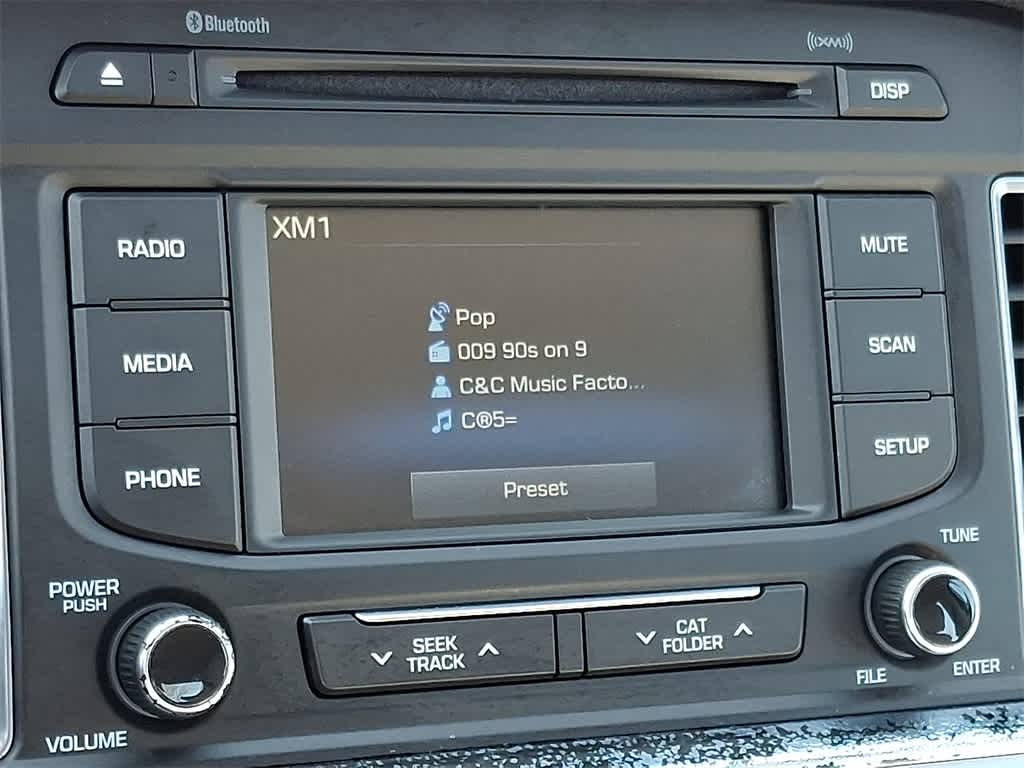 Bluetooth
((XM))
DISP
RADIO
MEDIA
PHONE
XM1
Pop
009 90s on 9
C&C Music Facto...
C®5=
Preset
MUTE
SCAN
SETUP
POWER
PUSH
VOLUME
SEEK
TRACK
CAT
FOLDER
TUNE
FILE
ENTER